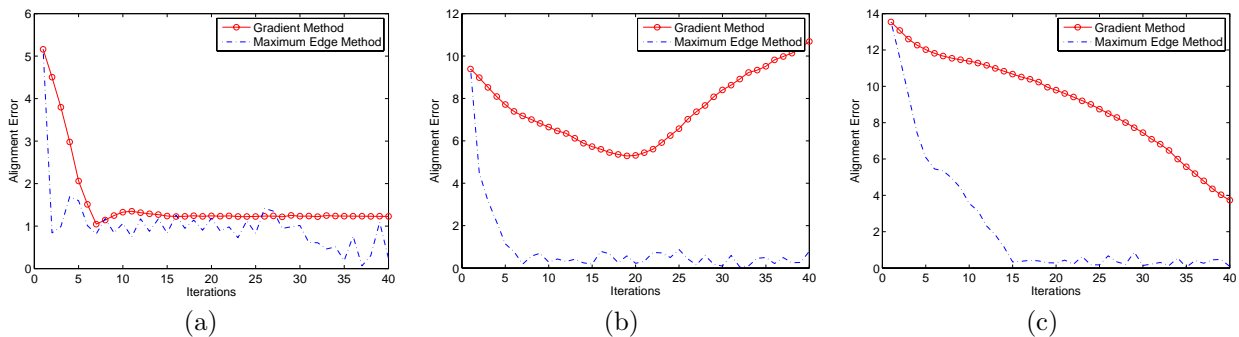 6
5
4
3
2
1
0
0 5 10 15 20 25 30 35 40
Alignment Error
Iterations
Gradient Method
Maximum Edge Method
(a)
12
10
8
6
4
2
0
0 5 10 15 20 25 30 35 40
Alignment Error
Iterations
Gradient Method
Maximum Edge Method
(b)
14
12
10
8
6
4
2
0
0 5 10 15 20 25 30 35 40
Alignment Error
Iterations
Gradient Method
Maximum Edge Method
(c)